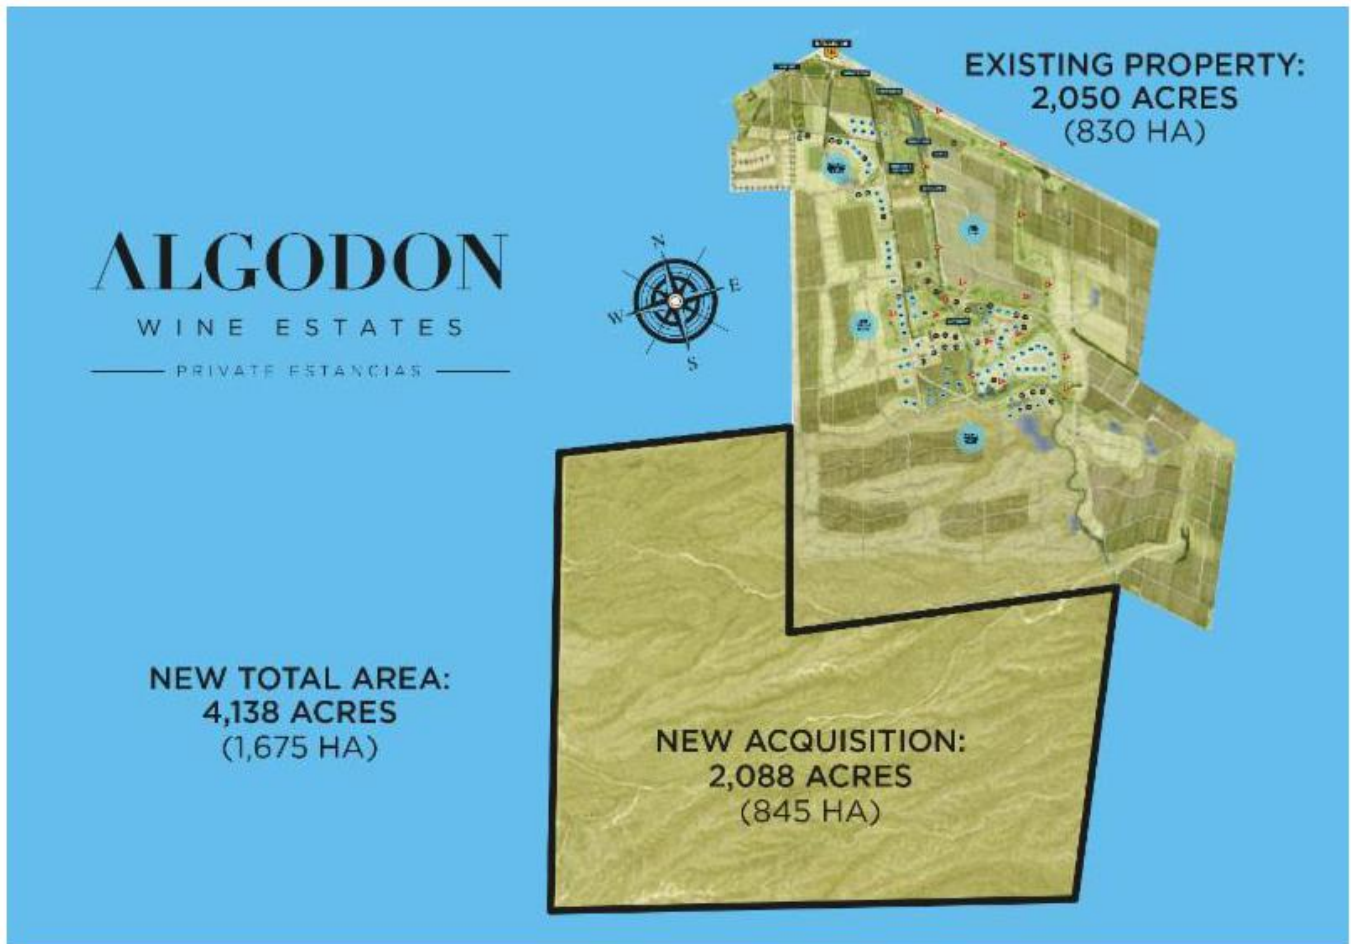 EXISTING PROPERTY:
2,050 ACRES
(830 HA)
ALGODON
WINE ESTATES
PRIVATE ESTANCIAS
N
E
W
S
NEW TOTAL AREA:
4,138 ACRES
(1,675 HA)
NEW ACQUISITION:
2,088 ACRES
(845 HA)